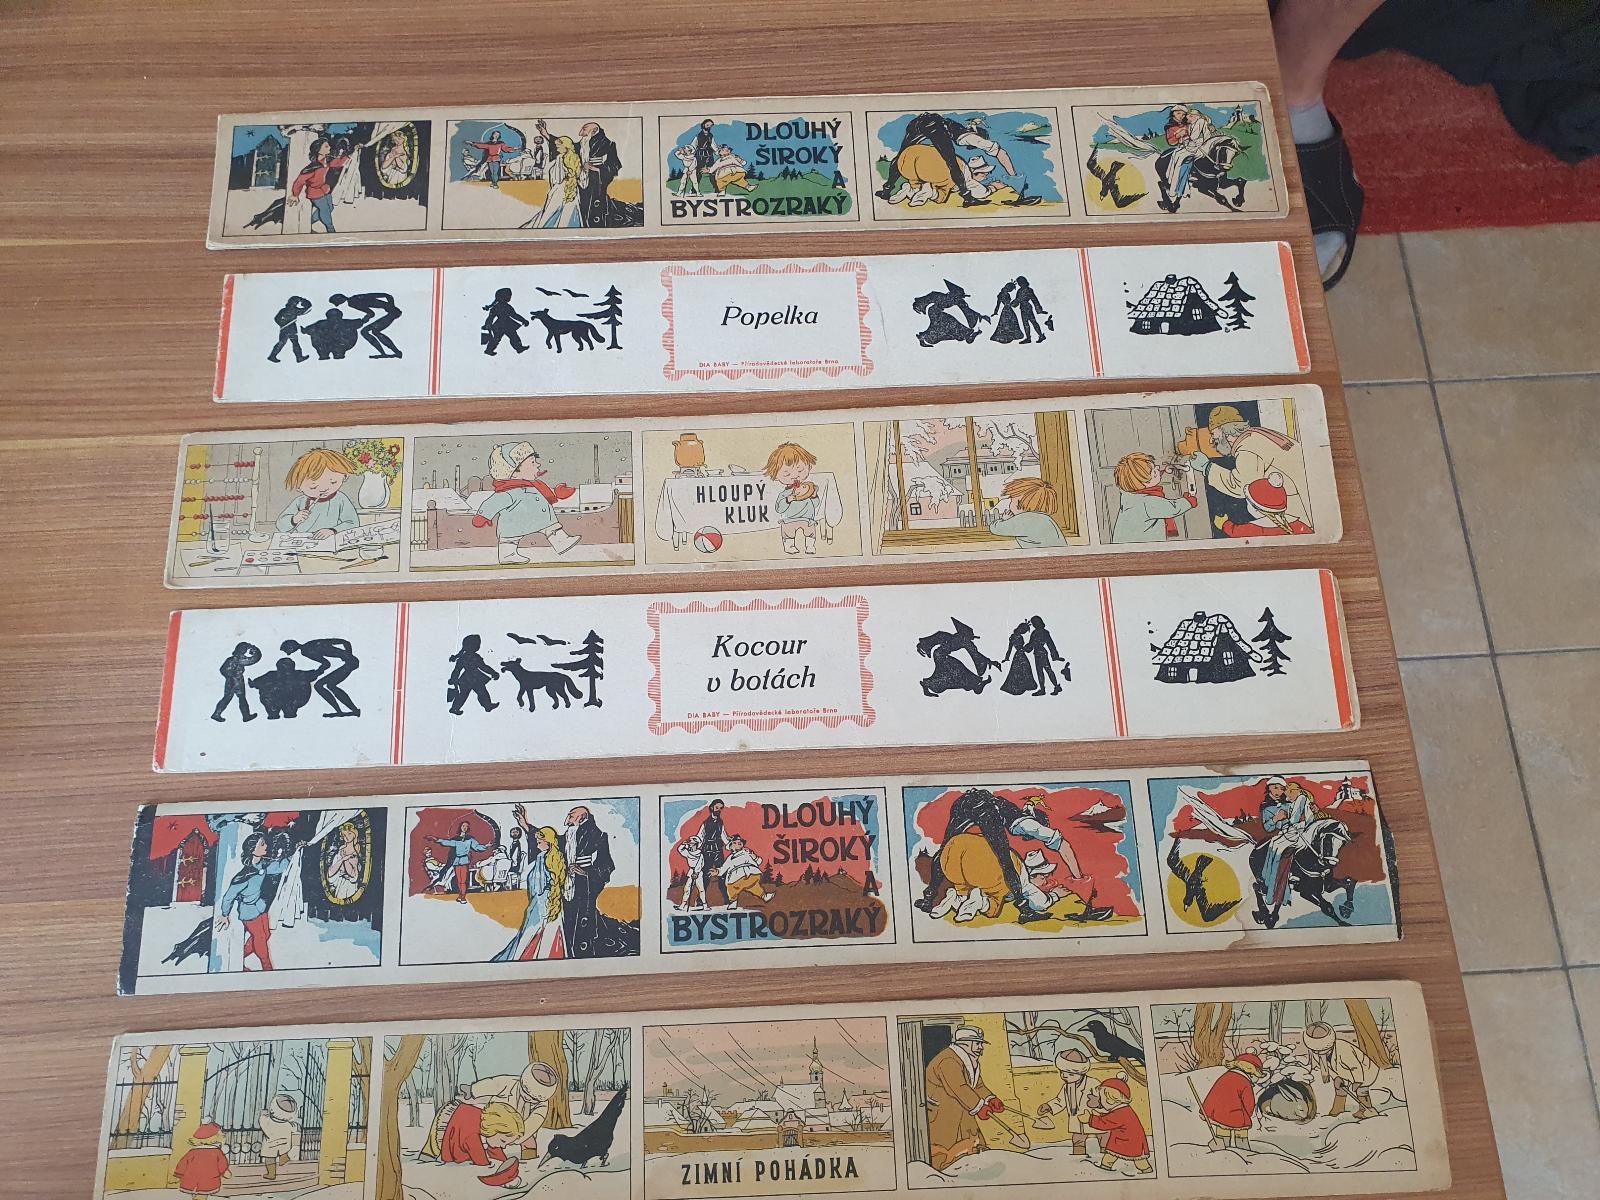 DLOUHÝ
ŠIROKÝ
A
BYSTROZRAKÝ
Popelka
DIA BABY — Přírodovědecké laboratoře Brno
HLOUPÝ
KLUK
Kocour
v botách
DIA BABY — Přírodovědecké laboratoře Brno
DLOUHÝ
ŠIROKÝ
A
BYSTROZRAKÝ
ZIMNÍ POHÁDKA